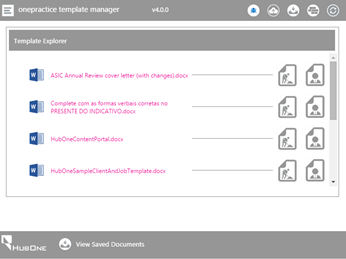 onepractice template manager v4.0.0
Template Explorer
ASIC Annual Review cover letter (with changes).docx
Complete com as formas verbais corretas no
PRESENTE DO INDICATIVO.docx
HubOneContentPortal.docx
HubOneSampleClientAndJobTemplate.docx
HUBONE
View Saved Documents